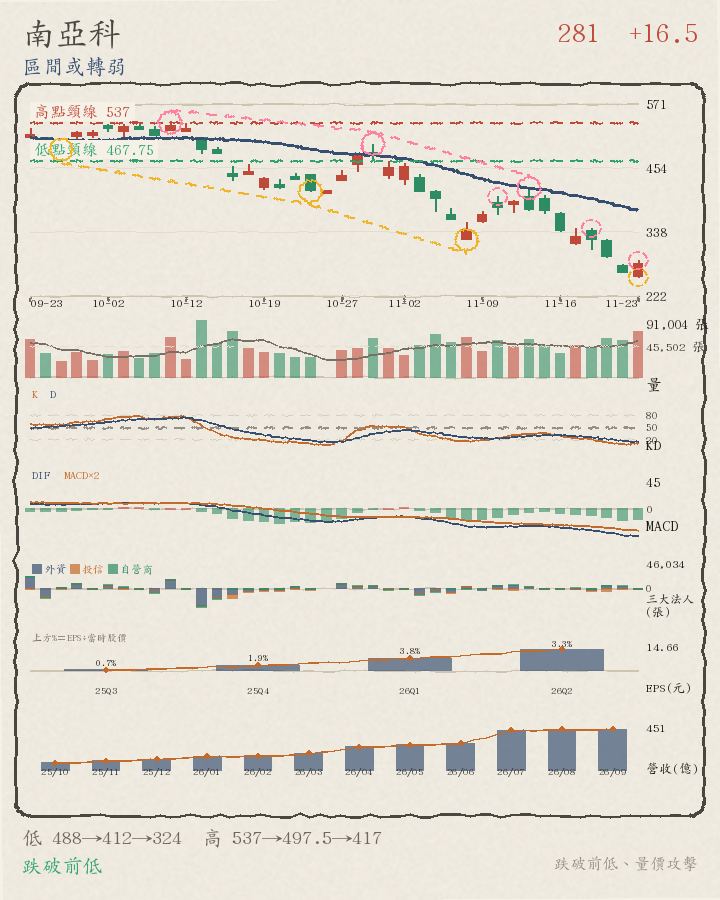 南亞科
281 +16.5
區間或轉弱
571
高點頸線 537
低點頸線 467.75
454
338
222
09-23 10-02 10-12 10-19 10-27 11-02 11-09 11-16 11-23
91,004 張
45,502 張
量
K D
80
50
20
KD
DIF MACD×2
45
0
MACD
46,034
外資 投信 自營商
0
三大法人
(張)
上方%=EPS÷當時股價
14.66
0.7% 1.9% 3.8% 3.3%
25Q3 25Q4 26Q1 26Q2
EPS(元)
451
營收(億)
25/10 25/11 25/12 26/01 26/02 26/03 26/04 26/05 26/06 26/07 26/08 26/09
低 488→412→324 高 537→497.5→417
跌破前低
跌破前低、量價攻擊